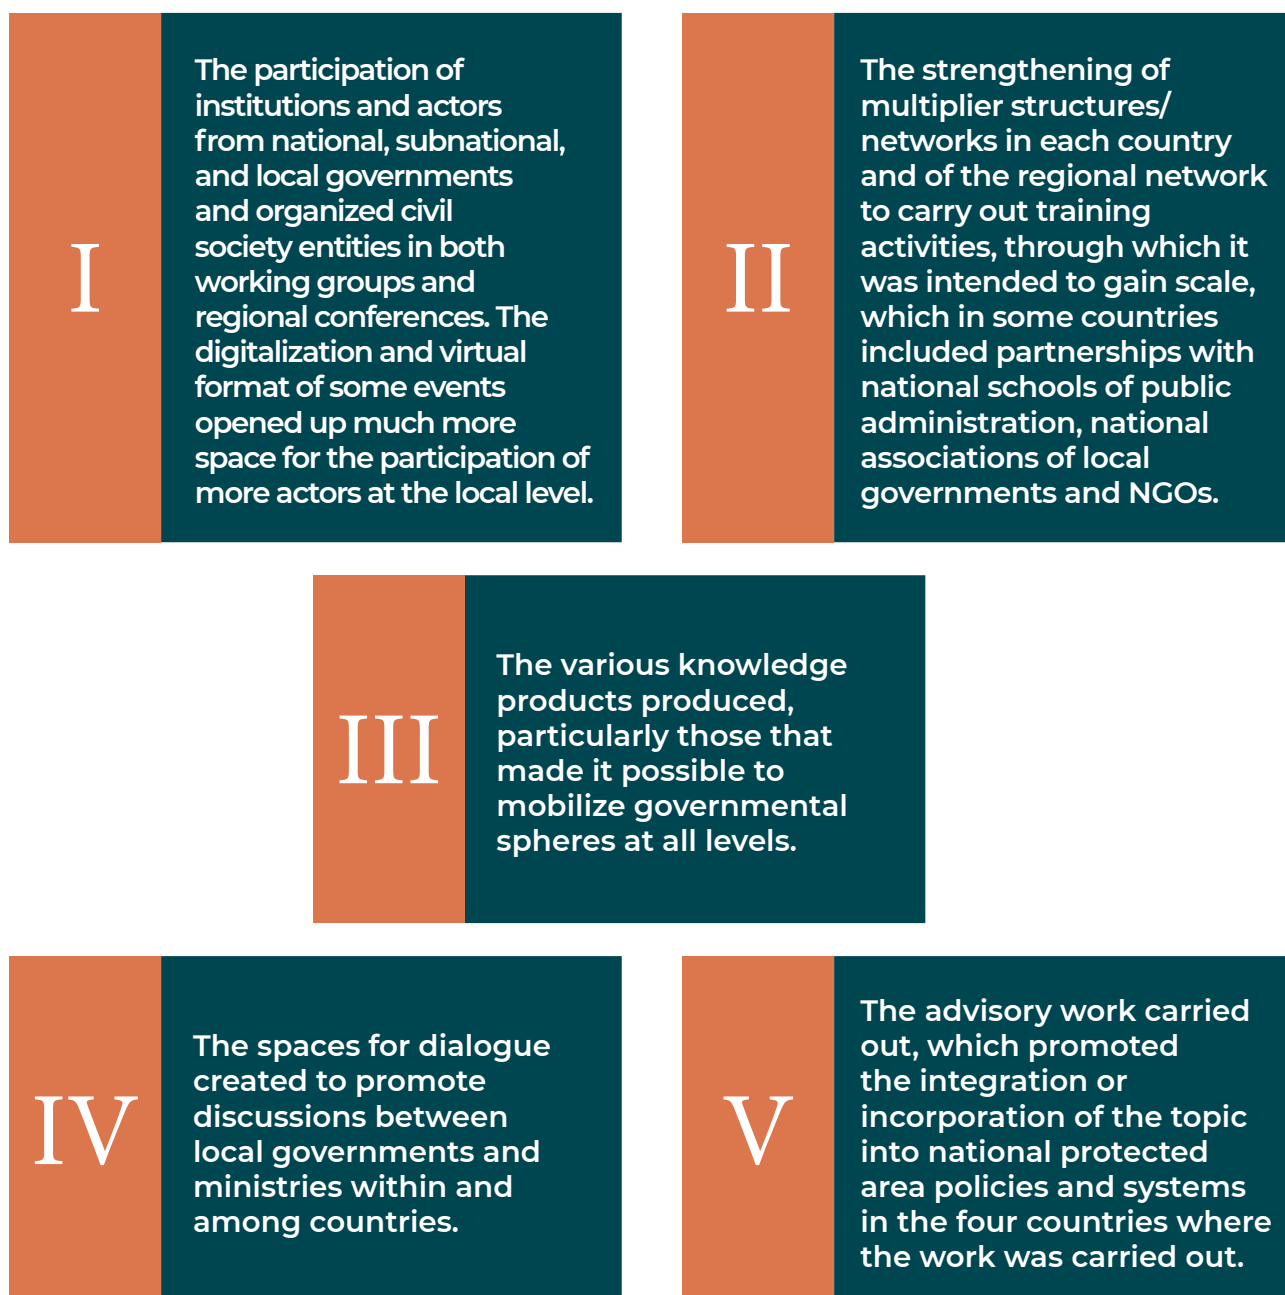 I
The participation of
institutions and actors
from national, subnational,
and local governments
and organized civil
society entities in both
working groups and
regional conferences. The
digitalization and virtual
format of some events
opened up much more
space for the participation of
more actors at the local level.
II
The strengthening of
multiplier structures/
networks in each country
and of the regional network
to carry out training
activities, through which it
was intended to gain scale,
which in some countries
included partnerships with
national schools of public
administration, national
associations of local
governments and NGOs.
III
The various knowledge
products produced,
particularly those that
made it possible to
mobilize governmental
spheres at all levels.
IV
The spaces for dialogue
created to promote
discussions between
local governments and
ministries within and
among countries.
V
The advisory work carried
out, which promoted
the integration or
incorporation of the topic
into national protected
area policies and systems
in the four countries where
the work was carried out.